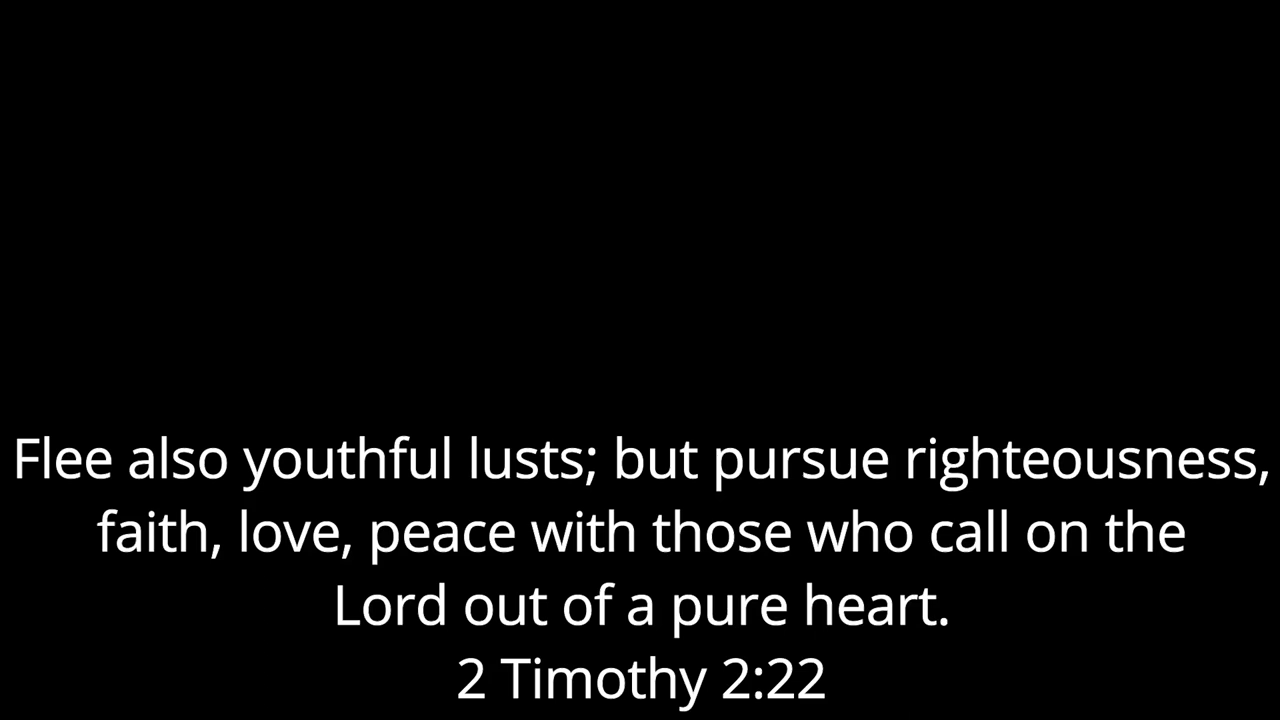 Flee also youthful lusts; but pursue righteousness,
faith, love, peace with those who call on the
Lord out of a pure heart.
2 Timothy 2:22